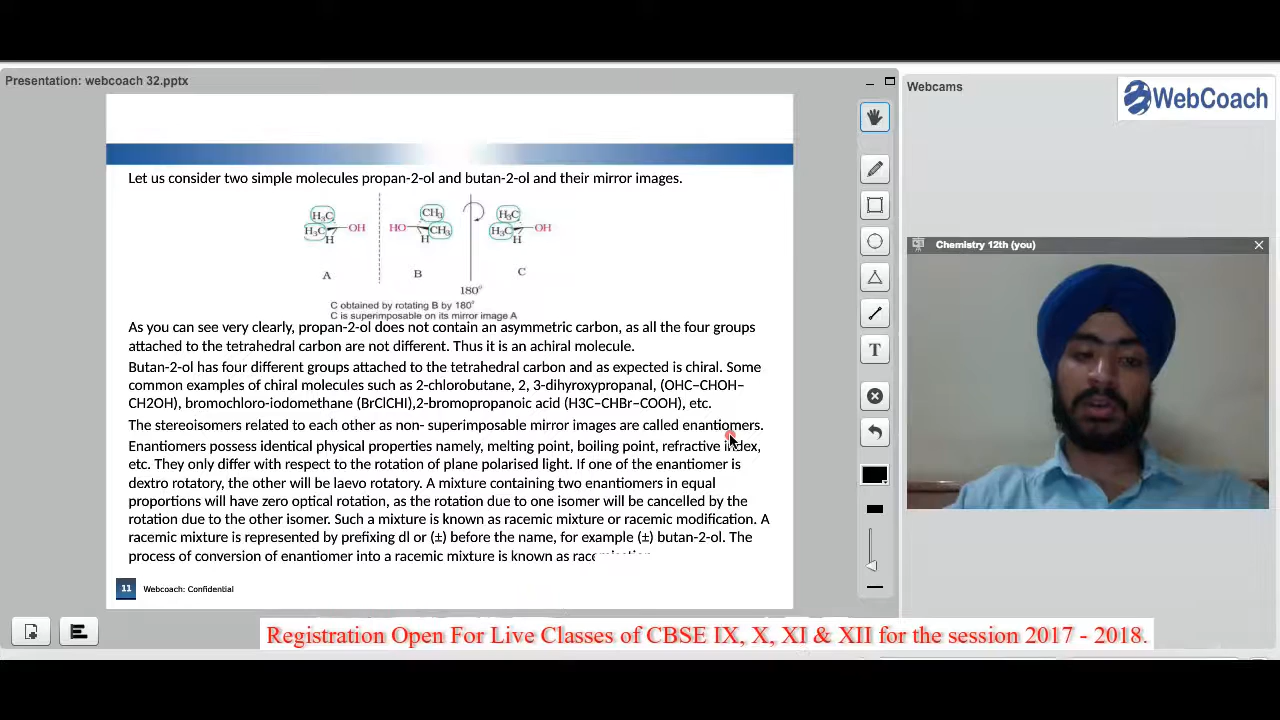 Presentation: webcoach 32.pptx
Webcams
WebCoach
Let us consider two simple molecules propan-2-ol and butan-2-ol and their mirror images.
H₃C CH₃ H₃C
H₃C OH HO CH₃ H₃C OH
H H H
A B C
180°
C obtained by rotating B by 180°
C is superimposable on its mirror image A
As you can see very clearly, propan-2-ol does not contain an asymmetric carbon, as all the four groups
attached to the tetrahedral carbon are not different. Thus it is an achiral molecule.
Butan-2-ol has four different groups attached to the tetrahedral carbon and as expected is chiral. Some
common examples of chiral molecules such as 2-chlorobutane, 2, 3-dihyroxypropanal, (OHC–CHOH–
CH2OH), bromochloro-iodomethane (BrClCHI),2-bromopropanoic acid (H3C–CHBr–COOH), etc.
The stereoisomers related to each other as non- superimposable mirror images are called enantiomers.
Enantiomers possess identical physical properties namely, melting point, boiling point, refractive index,
etc. They only differ with respect to the rotation of plane polarised light. If one of the enantiomer is
dextro rotatory, the other will be laevo rotatory. A mixture containing two enantiomers in equal
proportions will have zero optical rotation, as the rotation due to one isomer will be cancelled by the
rotation due to the other isomer. Such a mixture is known as racemic mixture or racemic modification. A
racemic mixture is represented by prefixing dl or (±) before the name, for example (±) butan-2-ol. The
process of conversion of enantiomer into a racemic mixture is known as
11 Webcoach: Confidential
T
Chemistry 12th (you)
Registration Open For Live Classes of CBSE IX, X, XI & XII for the session 2017 - 2018.